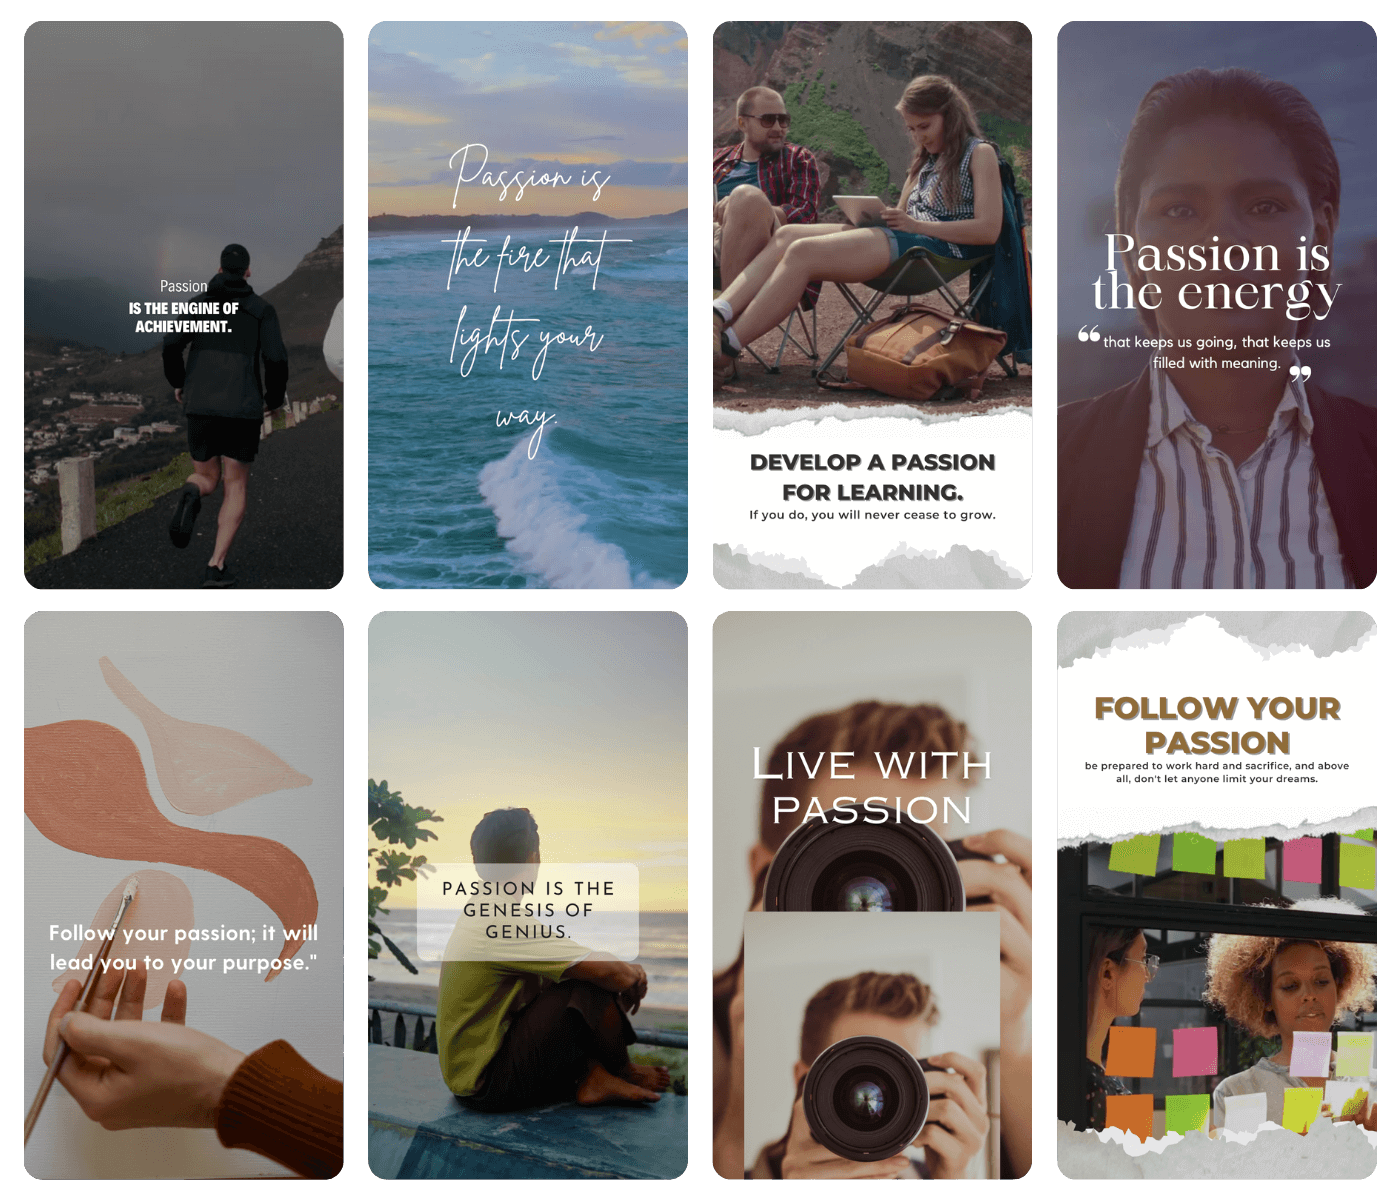 Passion
IS THE ENGINE OF
ACHIEVEMENT.
Passion is
the fire that
lights your
way.
DEVELOP A PASSION
FOR LEARNING.
If you do, you will never cease to grow.
Passion is
the energy
“ that keeps us going, that keeps us
filled with meaning. ”
Follow your passion; it will
lead you to your purpose."
PASSION IS THE
GENESIS OF
GENIUS.
LIVE WITH
PASSION
FOLLOW YOUR
PASSION
be prepared to work hard and sacrifice, and above
all, don't let anyone limit your dreams.